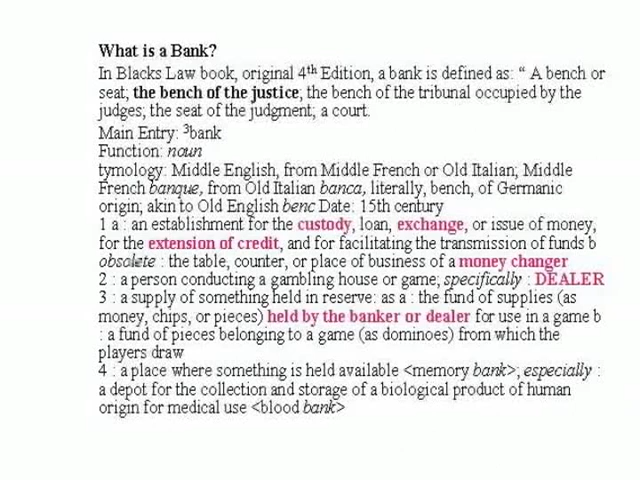 What is a Bank?
In Blacks Law book, original 4th Edition, a bank is defined as: “ A bench or
seat; the bench of the justice; the bench of the tribunal occupied by the
judges; the seat of the judgment; a court.
Main Entry: 3bank
Function: noun
tymology: Middle English, from Middle French or Old Italian; Middle
French banque, from Old Italian banca, literally, bench, of Germanic
origin; akin to Old English benc Date: 15th century
1 a : an establishment for the custody, loan, exchange, or issue of money,
for the extension of credit, and for facilitating the transmission of funds b
obsolete : the table, counter, or place of business of a money changer
2 : a person conducting a gambling house or game; specifically : DEALER
3 : a supply of something held in reserve: as a : the fund of supplies (as
money, chips, or pieces) held by the banker or dealer for use in a game b
: a fund of pieces belonging to a game (as dominoes) from which the
players draw
4 : a place where something is held available <memory bank>; especially :
a depot for the collection and storage of a biological product of human
origin for medical use <blood bank>